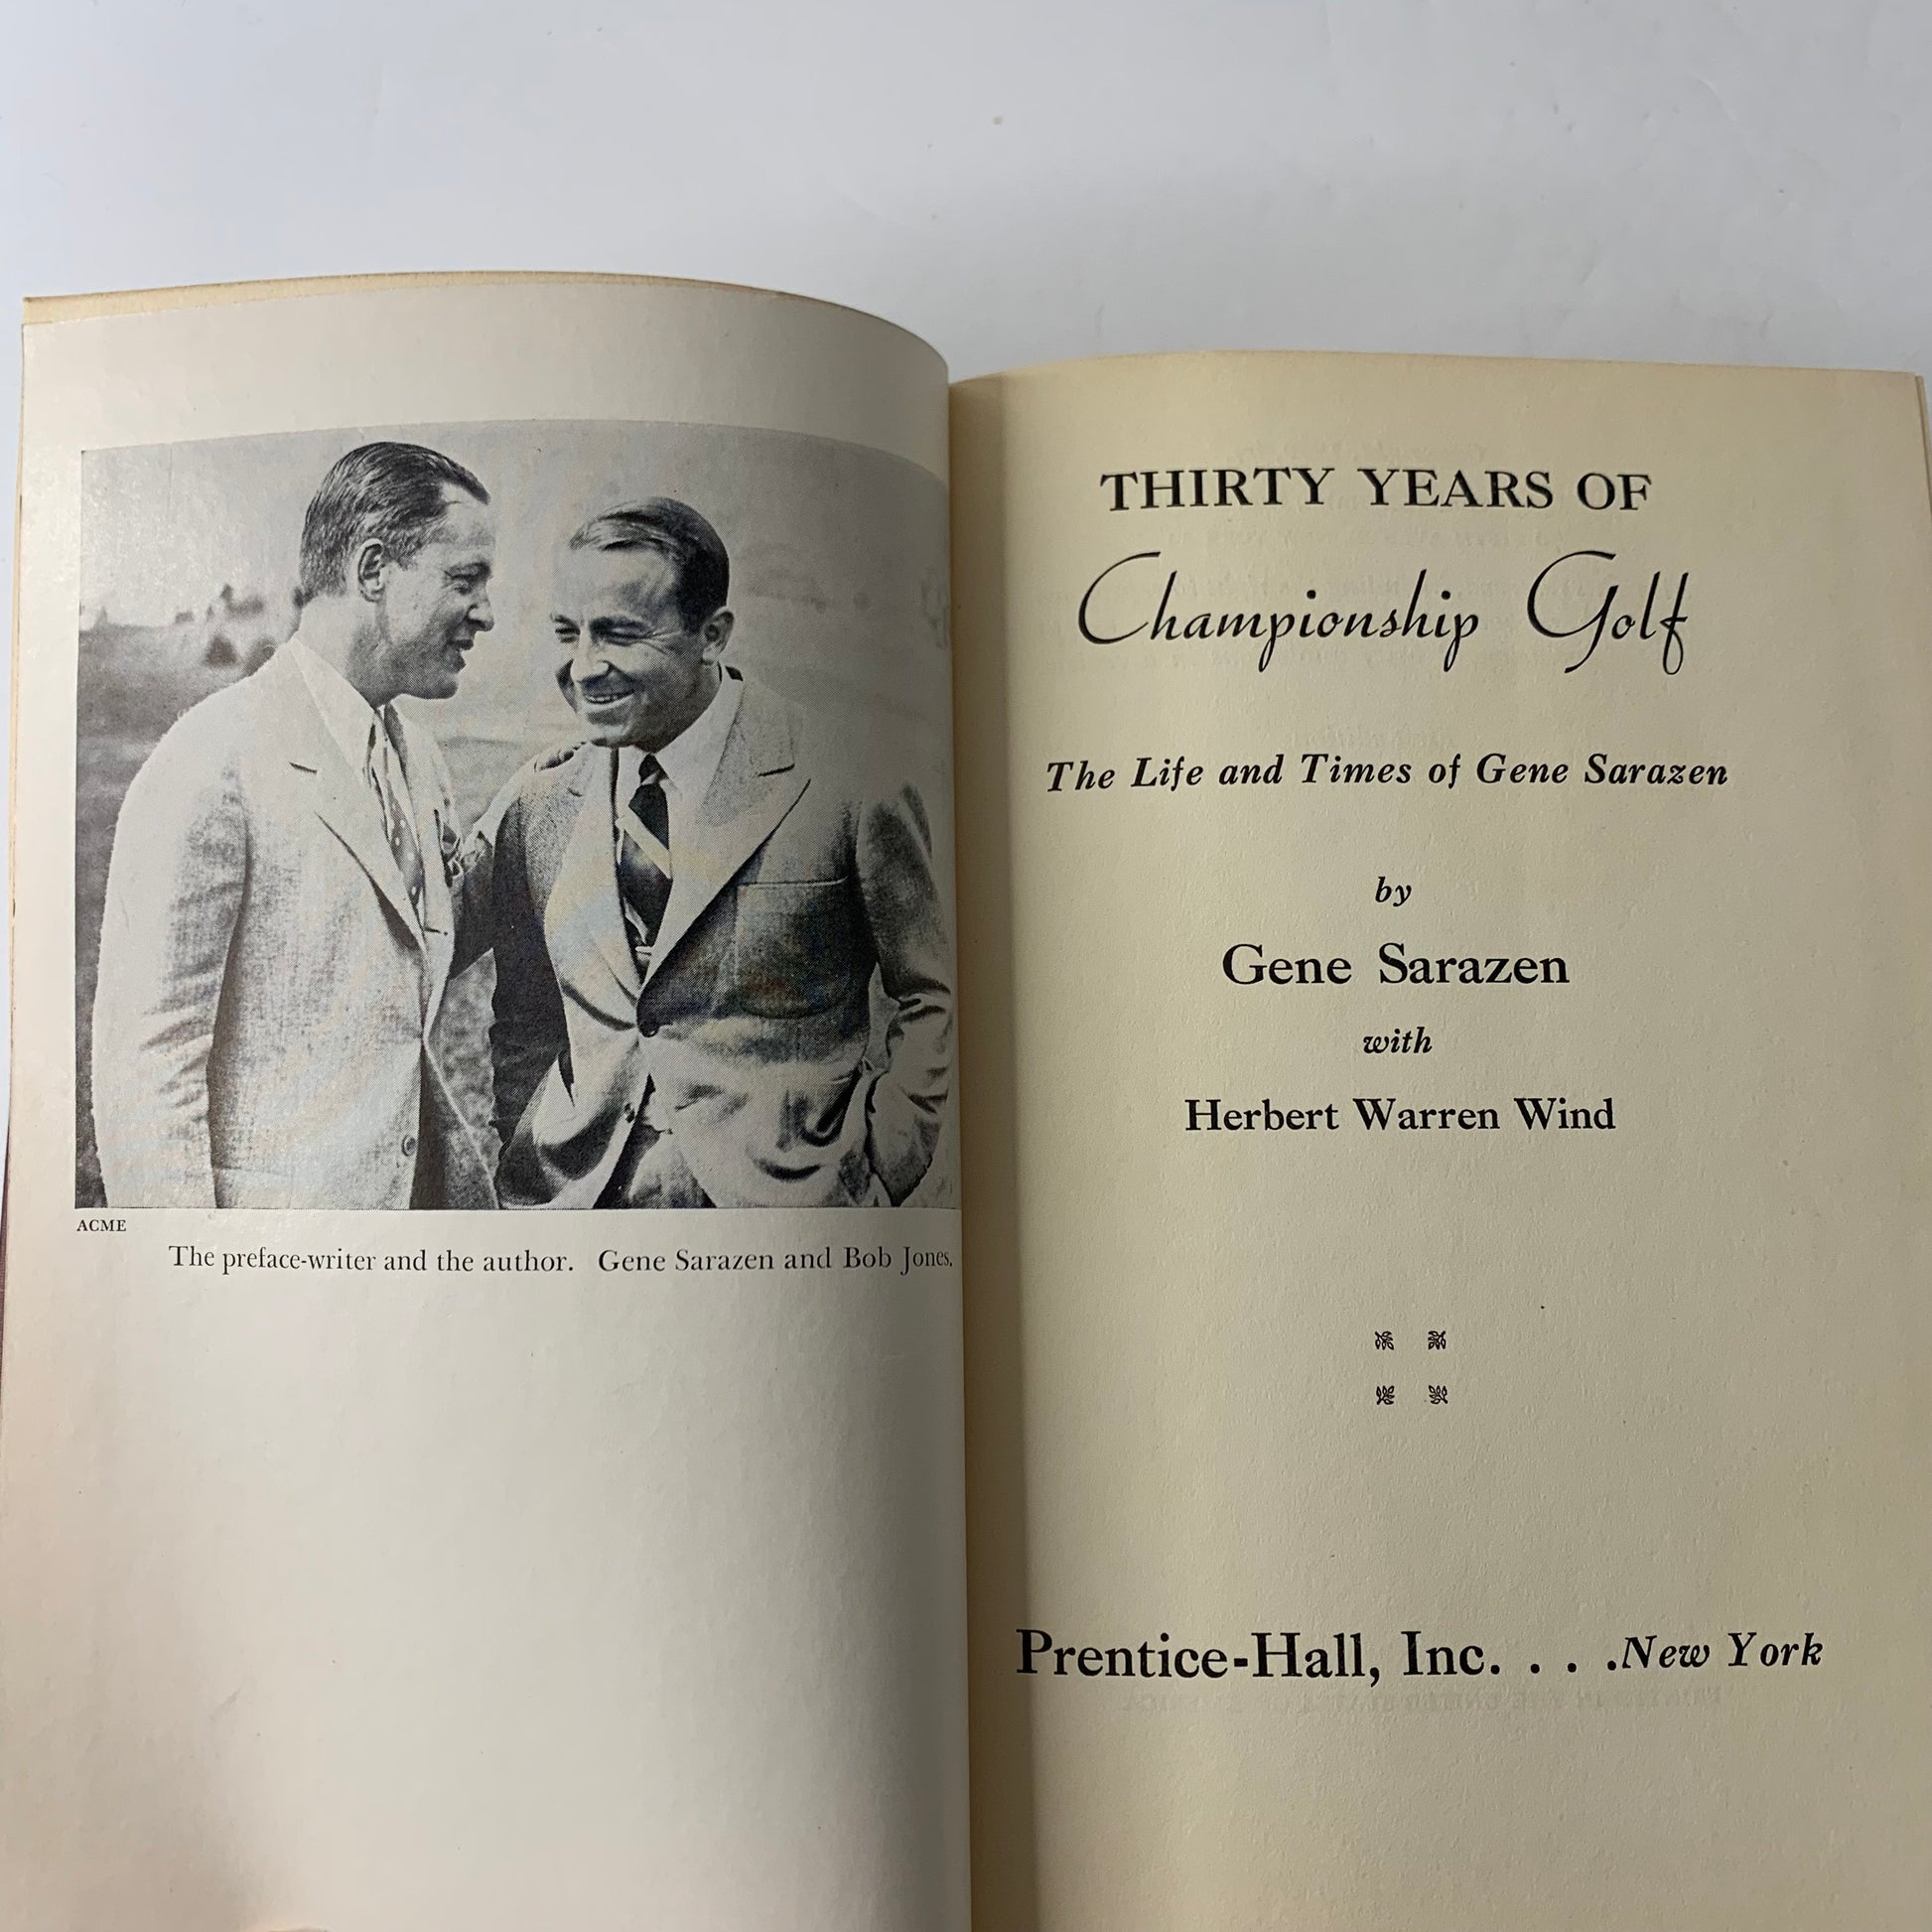 ACME
The preface-writer and the author. Gene Sarazen and Bob Jones.
THIRTY YEARS OF
Championship Golf
The Life and Times of Gene Sarazen
by
Gene Sarazen
with
Herbert Warren Wind
Prentice-Hall, Inc. . . . .New York